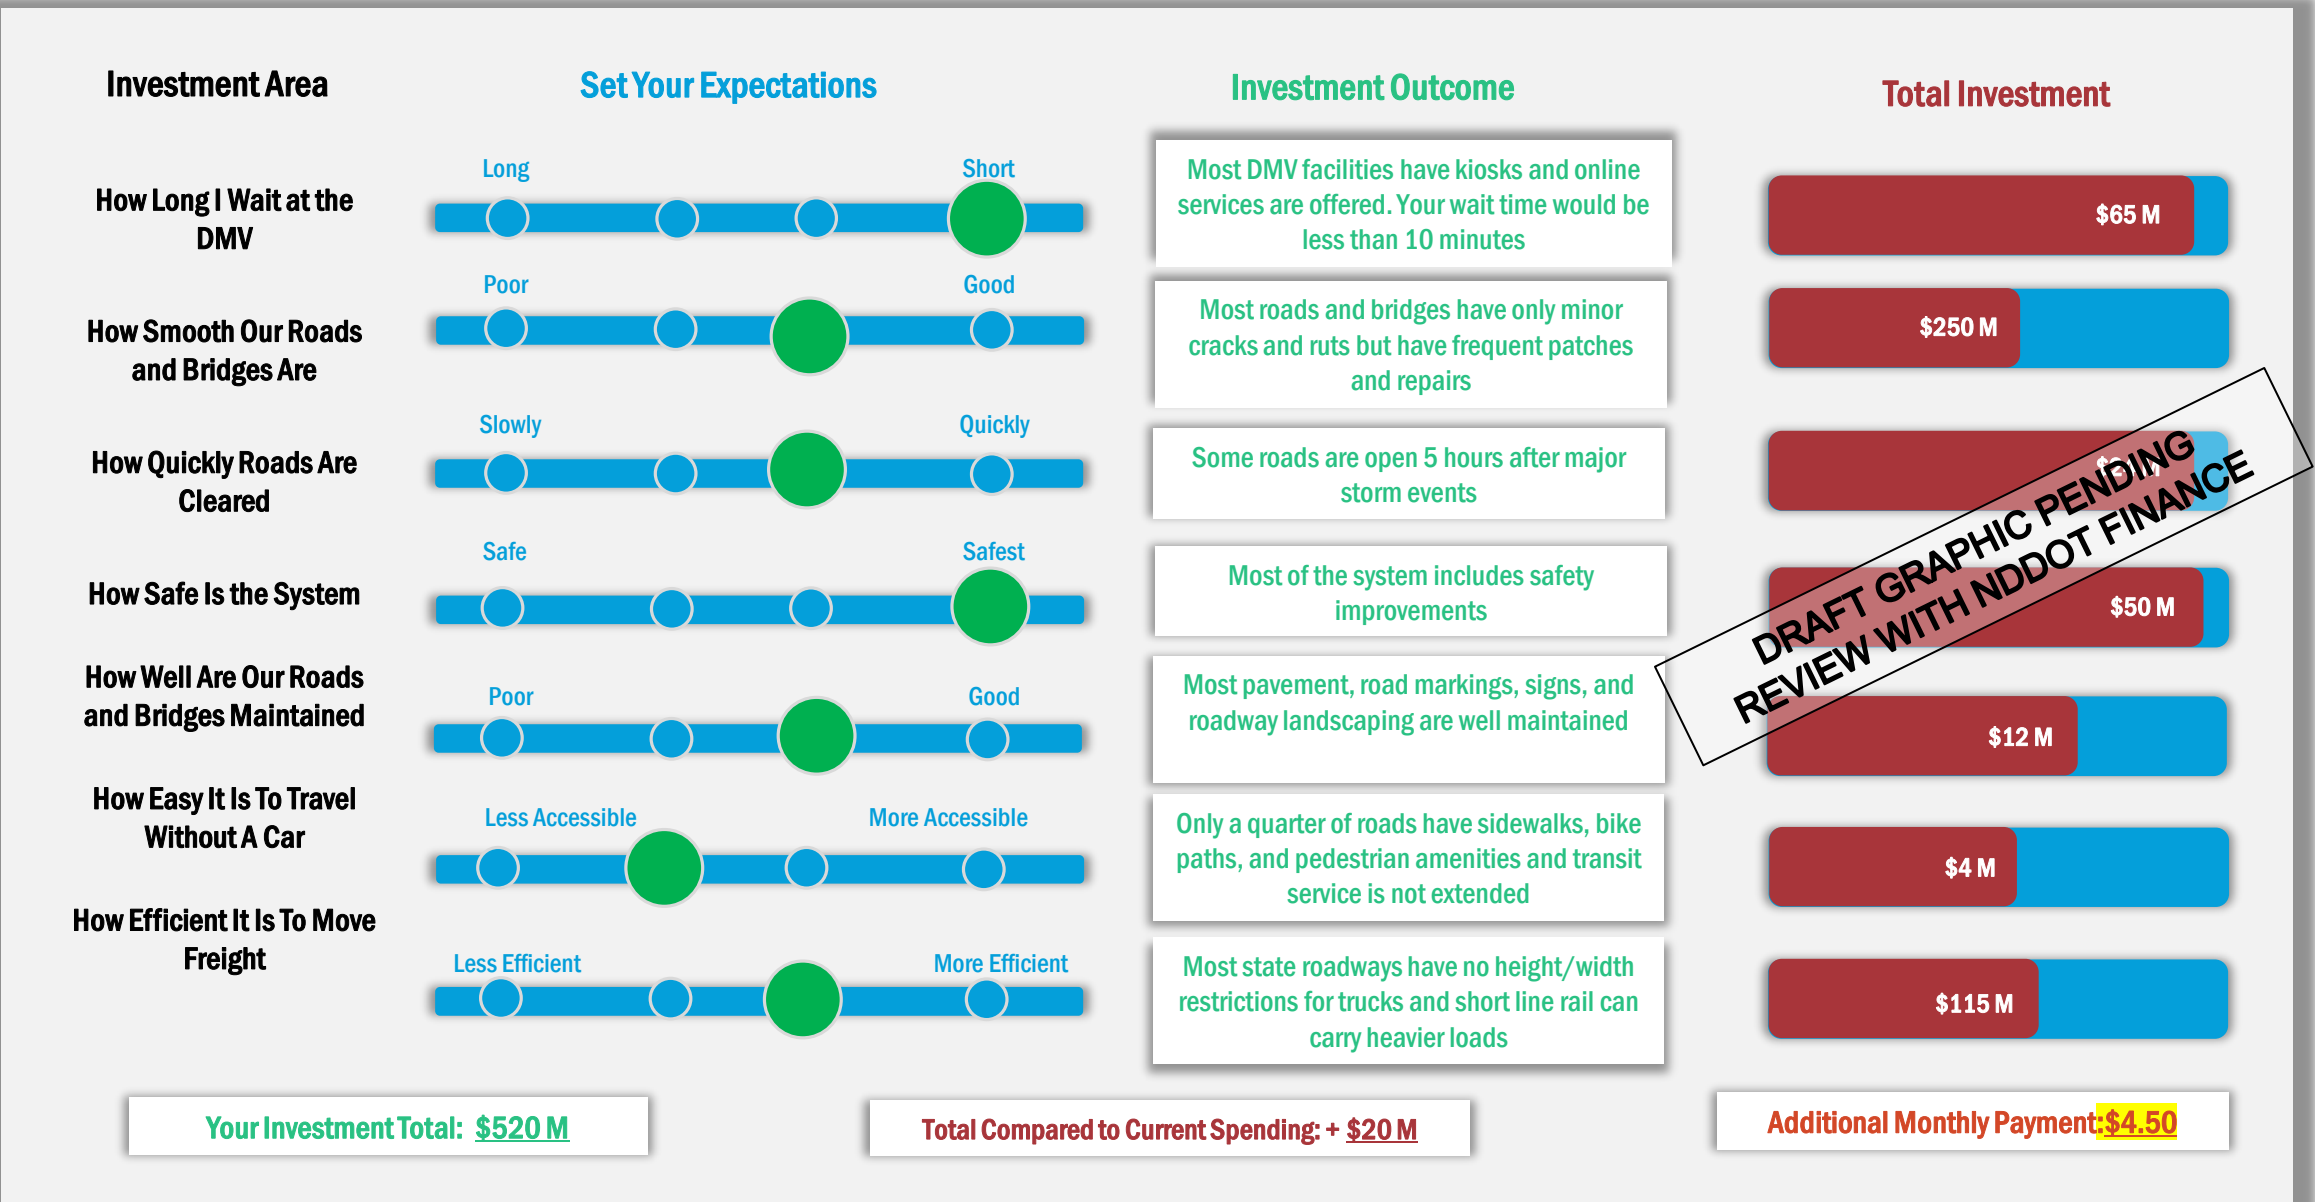 Investment Area
Set Your Expectations
Investment Outcome
Total Investment
How Long I Wait at the
DMV
Long
Short
Most DMV facilities have kiosks and online
services are offered. Your wait time would be
less than 10 minutes
$65 M
How Smooth Our Roads
and Bridges Are
Poor
Good
Most roads and bridges have only minor
cracks and ruts but have frequent patches
and repairs
$250 M
How Quickly Roads Are
Cleared
Slowly
Quickly
Some roads are open 5 hours after major
storm events
How Safe Is the System
Safe
Safest
Most of the system includes safety
improvements
$50 M
DRAFT GRAPHIC PENDING
REVIEW WITH NDDOT FINANCE
How Well Are Our Roads
and Bridges Maintained
Poor
Good
Most pavement, road markings, signs, and
roadway landscaping are well maintained
$12 M
How Easy It Is To Travel
Without A Car
Less Accessible
More Accessible
Only a quarter of roads have sidewalks, bike
paths, and pedestrian amenities and transit
service is not extended
$4 M
How Efficient It Is To Move
Freight
Less Efficient
More Efficient
Most state roadways have no height/width
restrictions for trucks and short line rail can
carry heavier loads
$115 M
Your Investment Total: $520 M
Total Compared to Current Spending: + $20 M
Additional Monthly Payment:$4.50